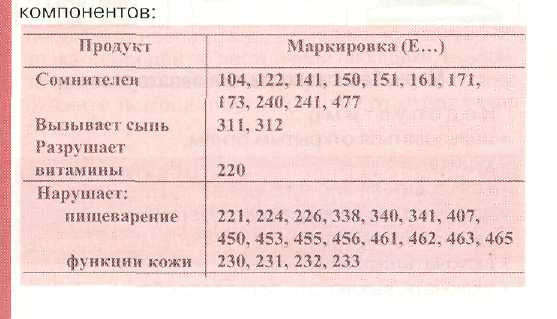 компонентов:
Продукт Маркировка (Е...)
Сомнителен 104, 122, 141, 150, 151, 161, 171,
173, 240, 241, 477
Вызывает сыпь 311, 312
Разрушает
витамины 220
Нарушает:
пищеварение 221, 224, 226, 338, 340, 341, 407,
450, 453, 455, 456, 461, 462, 463, 465
функции кожи 230, 231, 232, 233